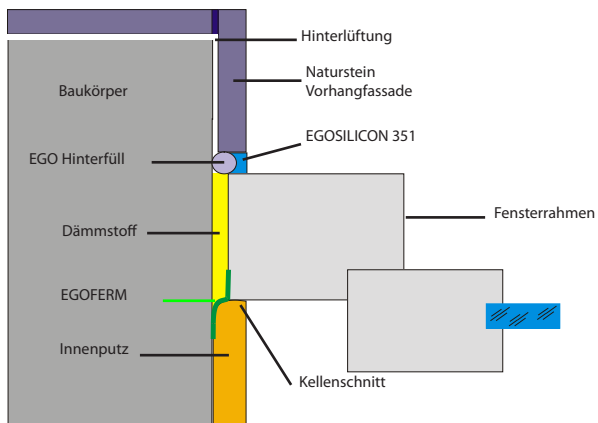 Hinterlüftung
Naturstein
Vorhangfassade
Baukörper
EGOSILICON 351
EGO Hinterfüll
Fensterrahmen
Dämmstoff
EGOFERM
Innenputz
Kellenschnitt